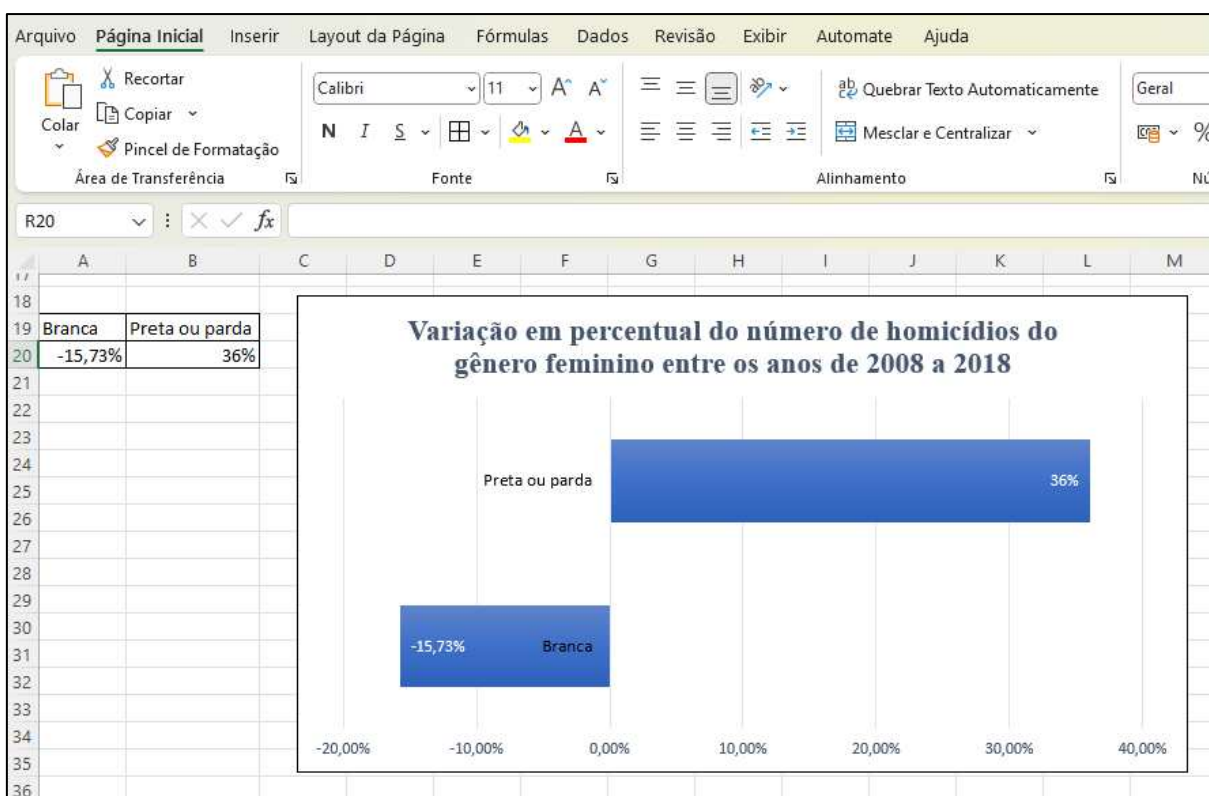 Arquivo Página Inicial Inserir Layout da Página Fórmulas Dados Revisão Exibir Automate Ajuda
Recortar
Copiar
Colar
Pincel de Formatação
Área de Transferência
Calibri 11 A A
N I S A
Fonte
ab Quebrar Texto Automaticamente
Mesclar e Centralizar
Alinhamento
Geral
%
Nú
R20 fx
A B C D E F G H I J K L M
17
18
19 Branca Preta ou parda
20 -15,73% 36%
21
22
23
24
25
26
27
28
29
30
31
32
33
34
35
36
Variação em percentual do número de homicídios do
gênero feminino entre os anos de 2008 a 2018
Preta ou parda 36%
-15,73% Branca
-20,00% -10,00% 0,00% 10,00% 20,00% 30,00% 40,00%